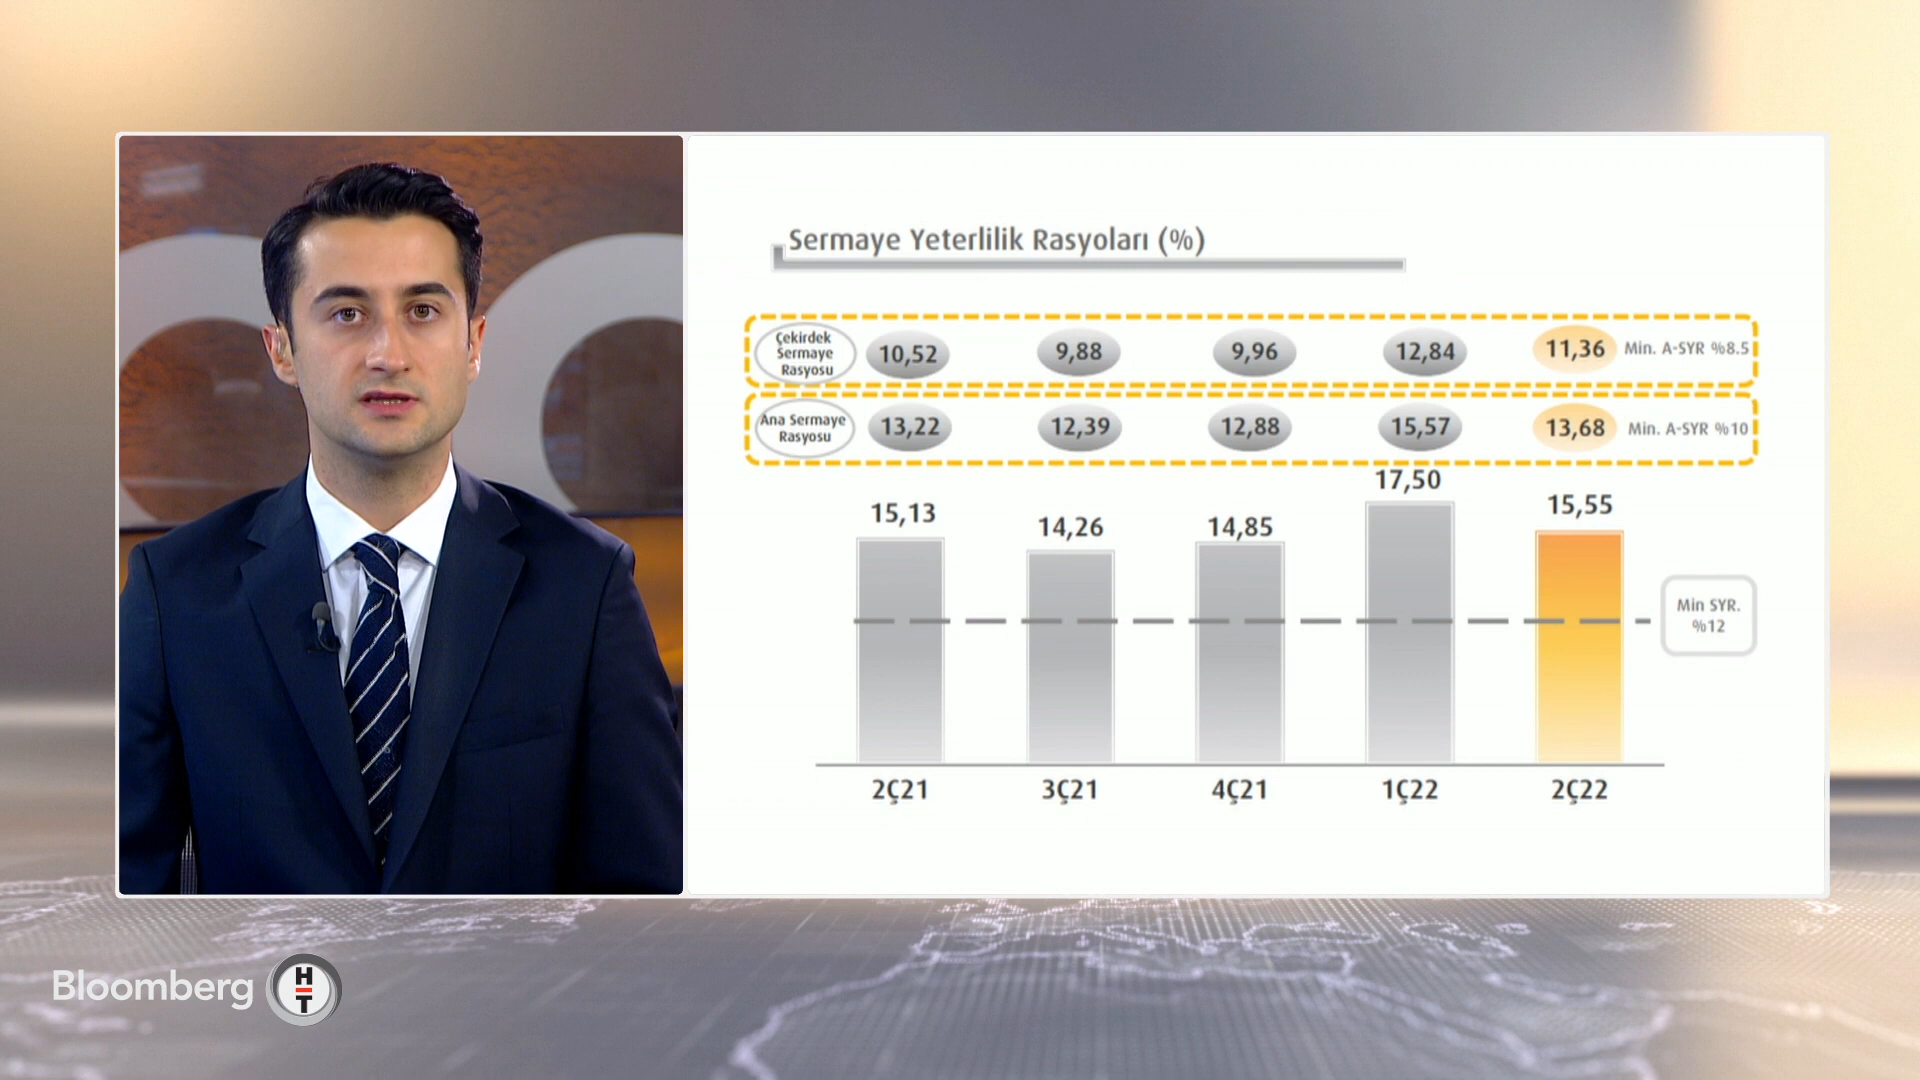 Sermaye Yeterlilik Rasyoları (%)
Çekirdek
Sermaye
Rasyosu
10,52
9,88
9,96
12,84
11,36
Min. A-SYR %8.5
Ana Sermaye
Rasyosu
13,22
12,39
12,88
15,57
13,68
Min. A-SYR %10
15,13
14,26
14,85
17,50
15,55
Min SYR.
%12
2Ç21
3Ç21
4Ç21
1Ç22
2Ç22
Bloomberg
H
T